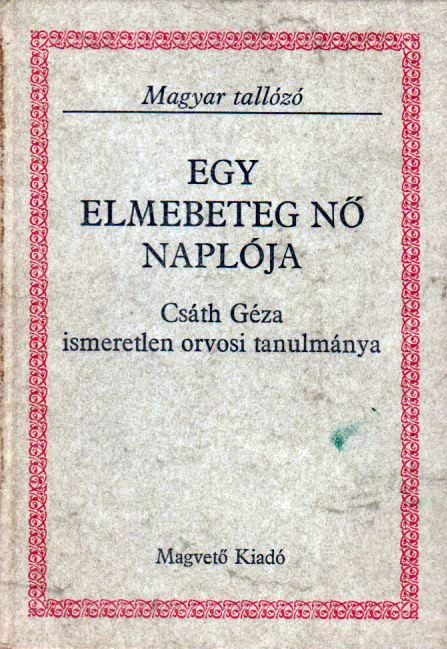 Magyar tallózó
EGY
ELMEBETEG NŐ
NAPLÓJA
Csáth Géza
ismeretlen orvosi tanulmánya
Magvető Kiadó